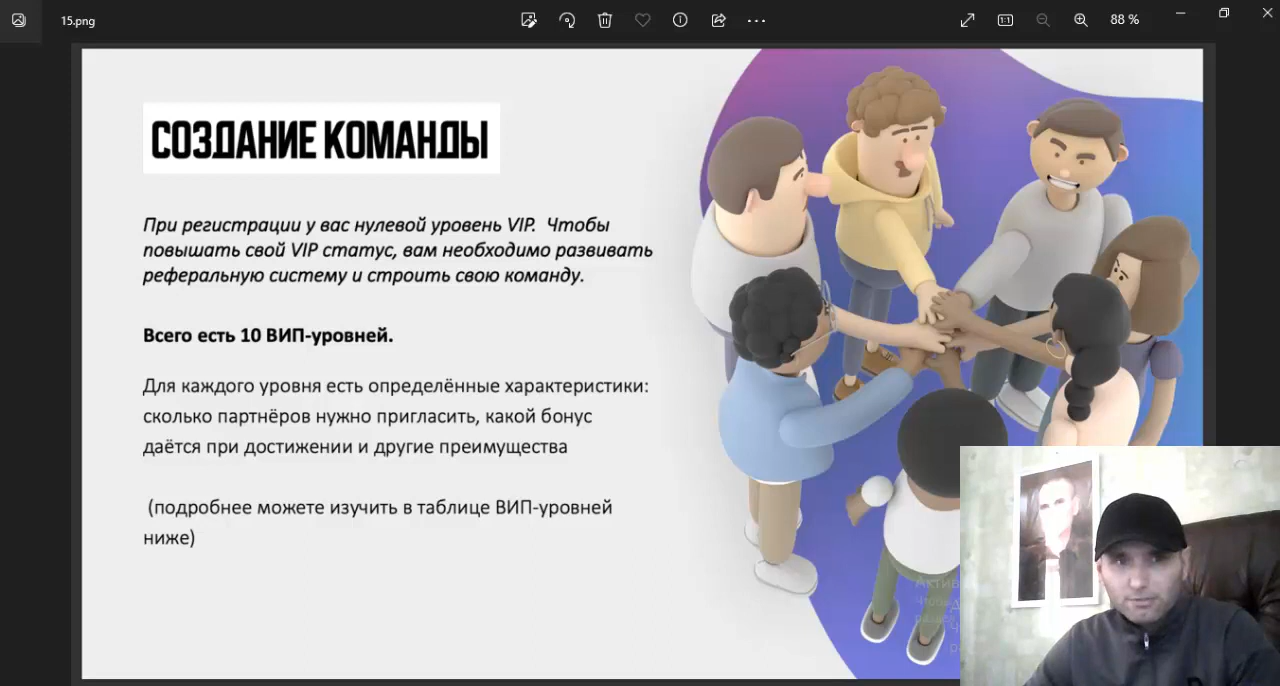 15.png
88 %
СОЗДАНИЕ КОМАНДЫ
При регистрации у вас нулевой уровень VIP. Чтобы
повышать свой VIP статус, вам необходимо развивать
реферальную систему и строить свою команду.
Всего есть 10 ВИП-уровней.
Для каждого уровня есть определённые характеристики:
сколько партнёров нужно пригласить, какой бонус
даётся при достижении и другие преимущества
(подробнее можете изучить в таблице ВИП-уровней
ниже)